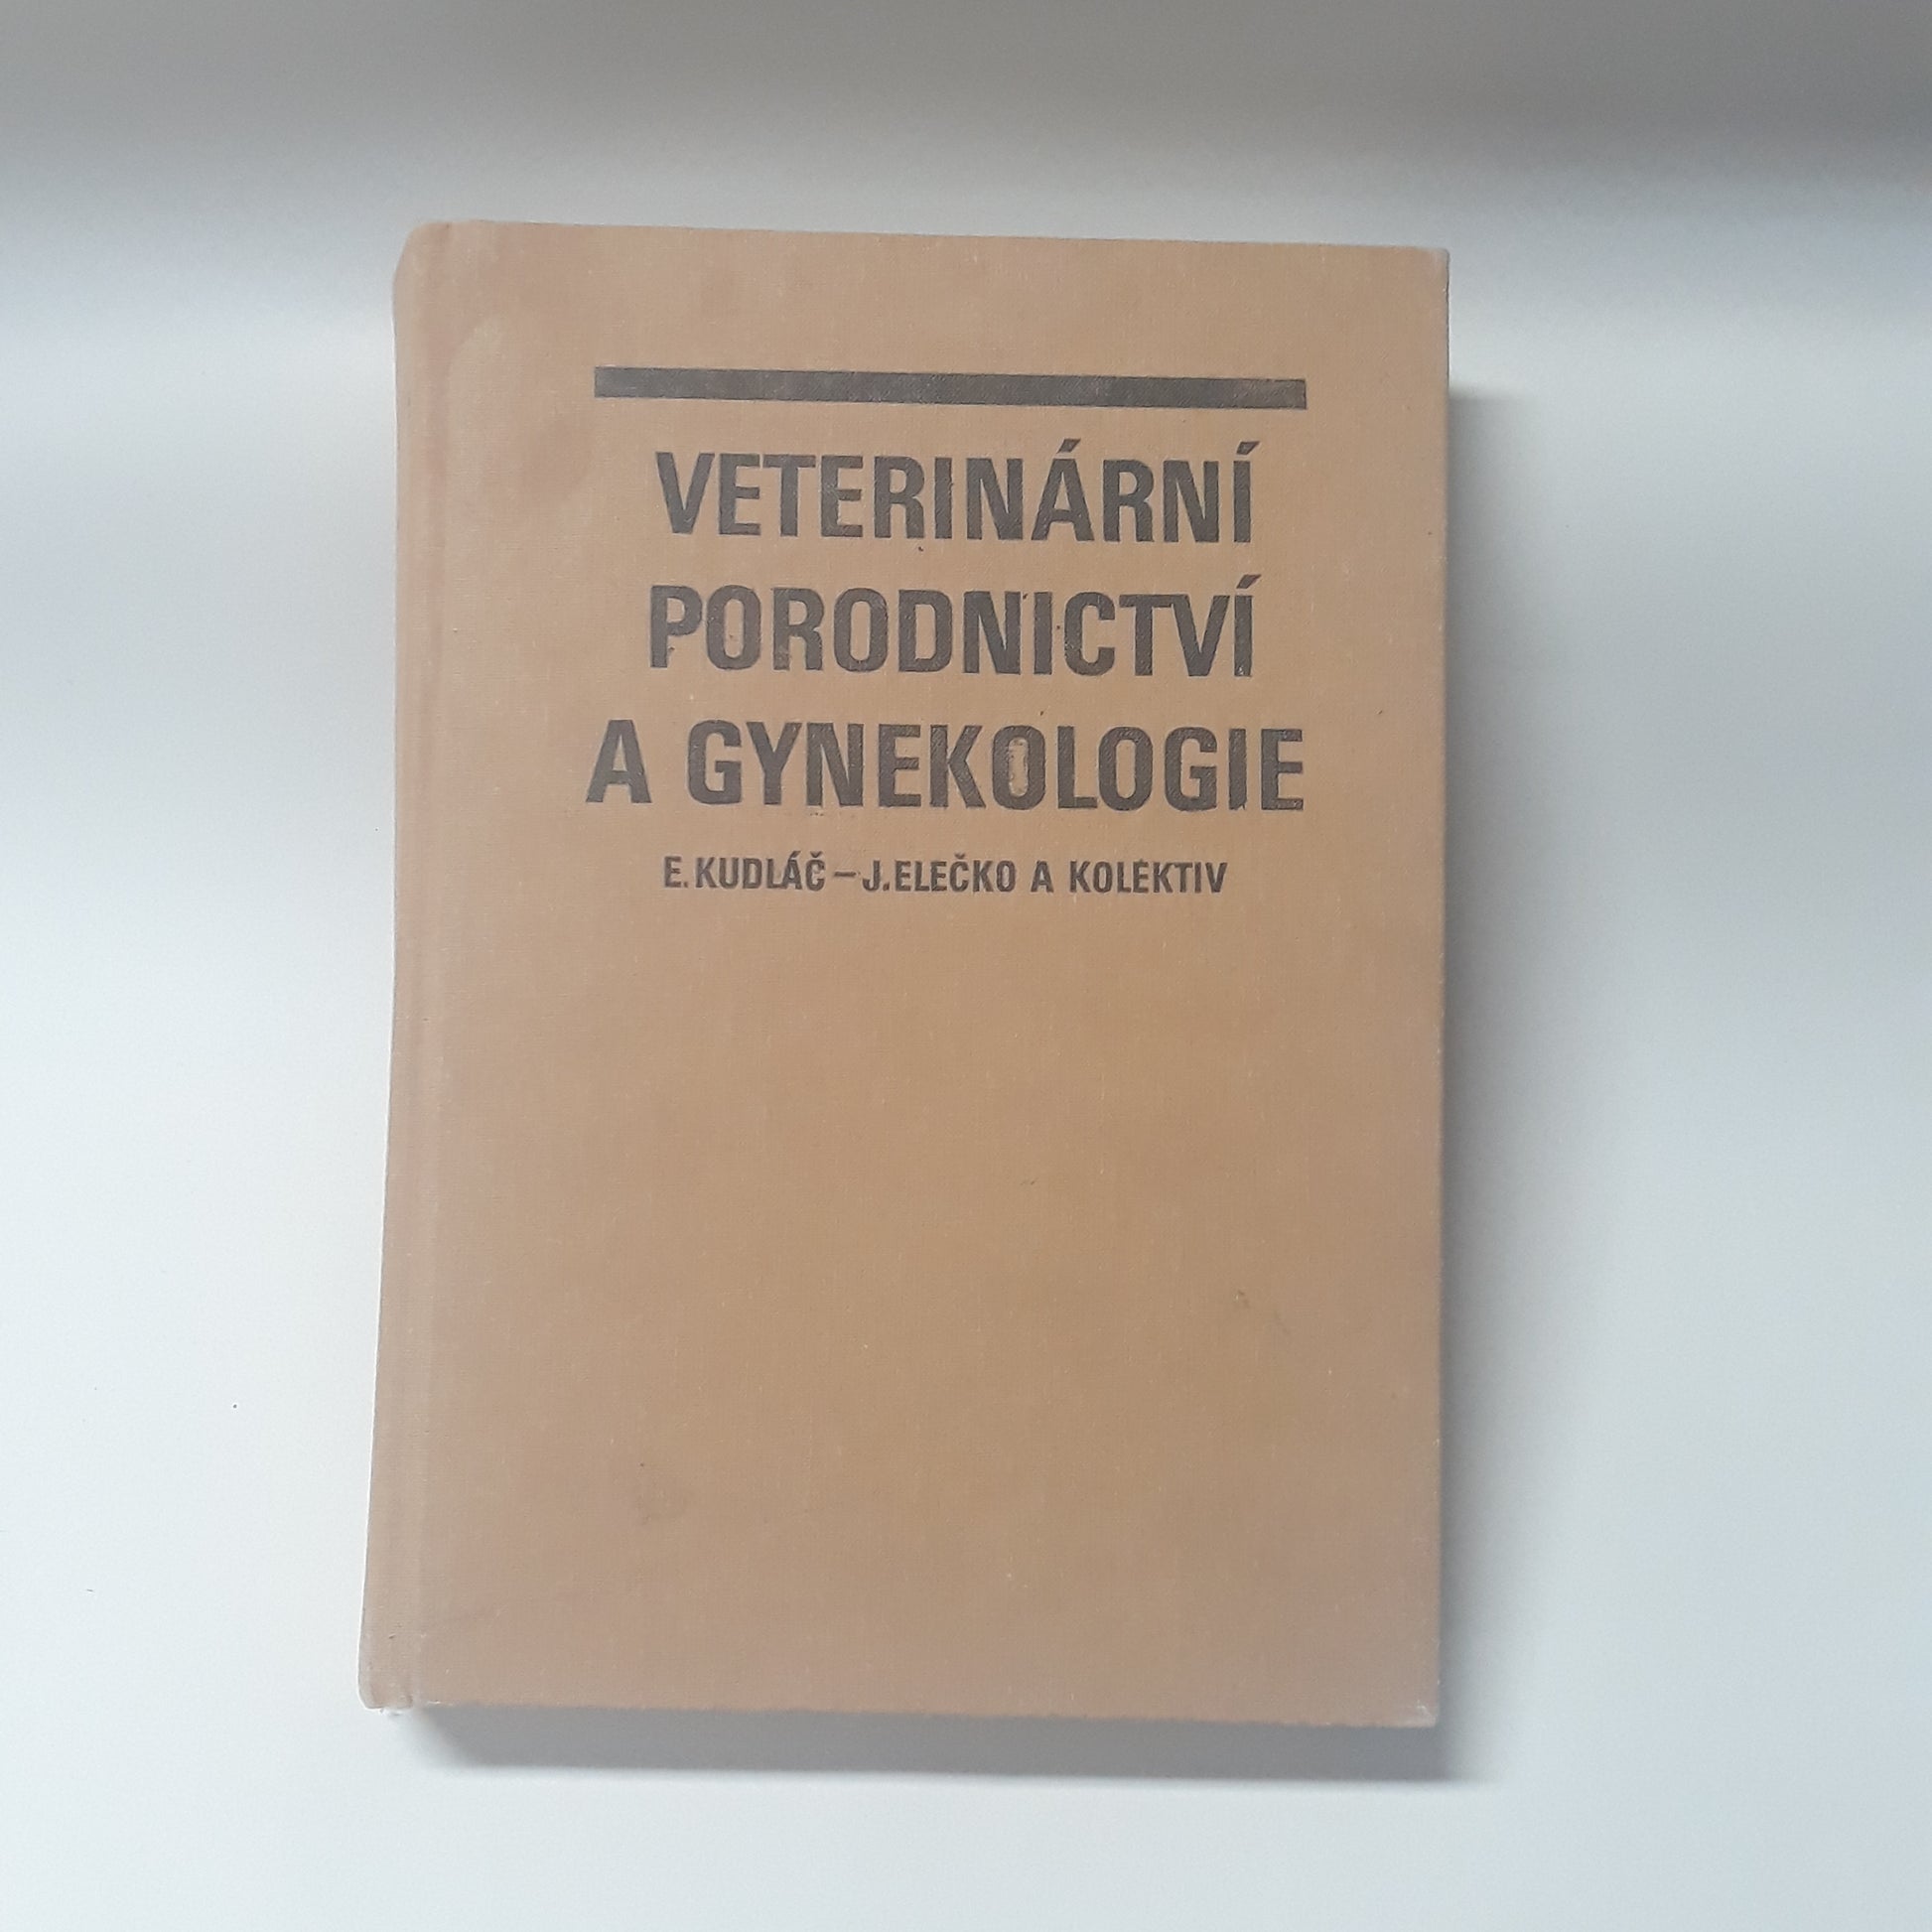 VETERINÁRNÍ
PORODNICTVÍ
A GYNEKOLOGIE
E. KUDLÁČ – J. ELEČKO A KOLEKTIV